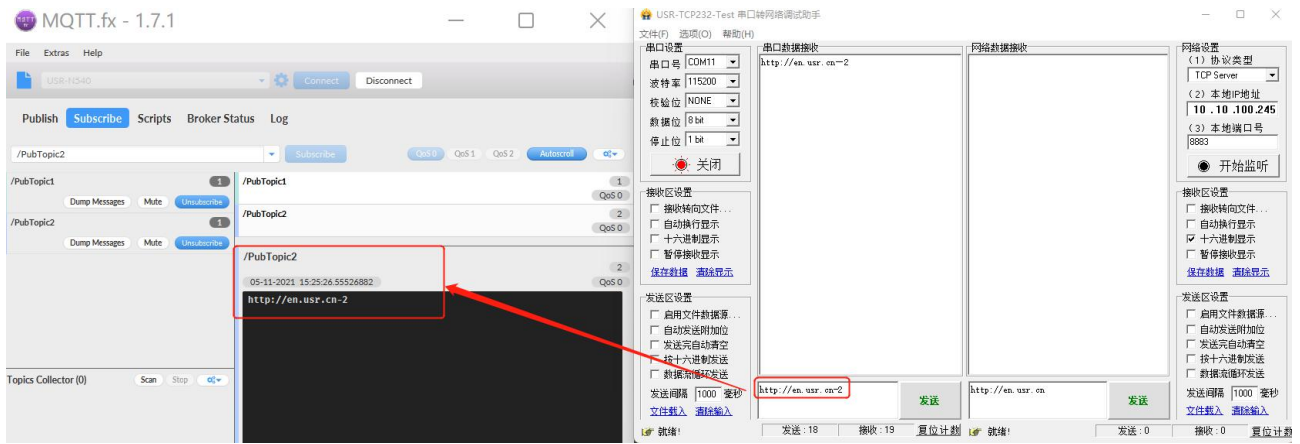 MQTT.fx - 1.7.1
File Extras Help
USR-N540
Connect
Disconnect
Publish Subscribe Scripts Broker Status Log
/PubTopic2
Subscribe
QoS 0 QoS 1 QoS 2 Autoscroll
/PubTopic1 1
Dump Messages Mute Unsubscribe
/PubTopic2 1
Dump Messages Mute Unsubscribe
/PubTopic1 1
QoS 0
/PubTopic2 2
QoS 0
/PubTopic2
2
05-11-2021 15:25:26.55526882
QoS 0
http://en.usr.cn-2
Topics Collector (0) Scan Stop
USR-TCP232-Test 串口转网络调试助手
文件(F) 选项(O) 帮助(H)
串口设置
串口号 COM11
波特率 115200
校验位 NONE
数据位 8 bit
停止位 1 bit
关闭
接收区设置
接收转向文件...
自动换行显示
十六进制显示
暂停接收显示
保存数据 清除显示
发送区设置
启用文件数据源...
自动发送附加位
发送完自动清空
按十六进制发送
数据流循环发送
发送间隔 1000 毫秒
文件载入 清除输入
就绪!
串口数据接收
http://en.usr.cn-2
http://en.usr.cn-2
发送
发送:18 接收:19 复位计数
网络数据接收
http://en.usr.cn
发送
就绪!
发送:0 接收:0 复位计数
网络设置
(1) 协议类型
TCP Server
(2) 本地IP地址
10 .10 .100.245
(3) 本地端口号
8883
开始监听
接收区设置
接收转向文件...
自动换行显示
十六进制显示
暂停接收显示
保存数据 清除显示
发送区设置
启用文件数据源...
自动发送附加位
发送完自动清空
按十六进制发送
数据流循环发送
发送间隔 1000 毫秒
文件载入 清除输入